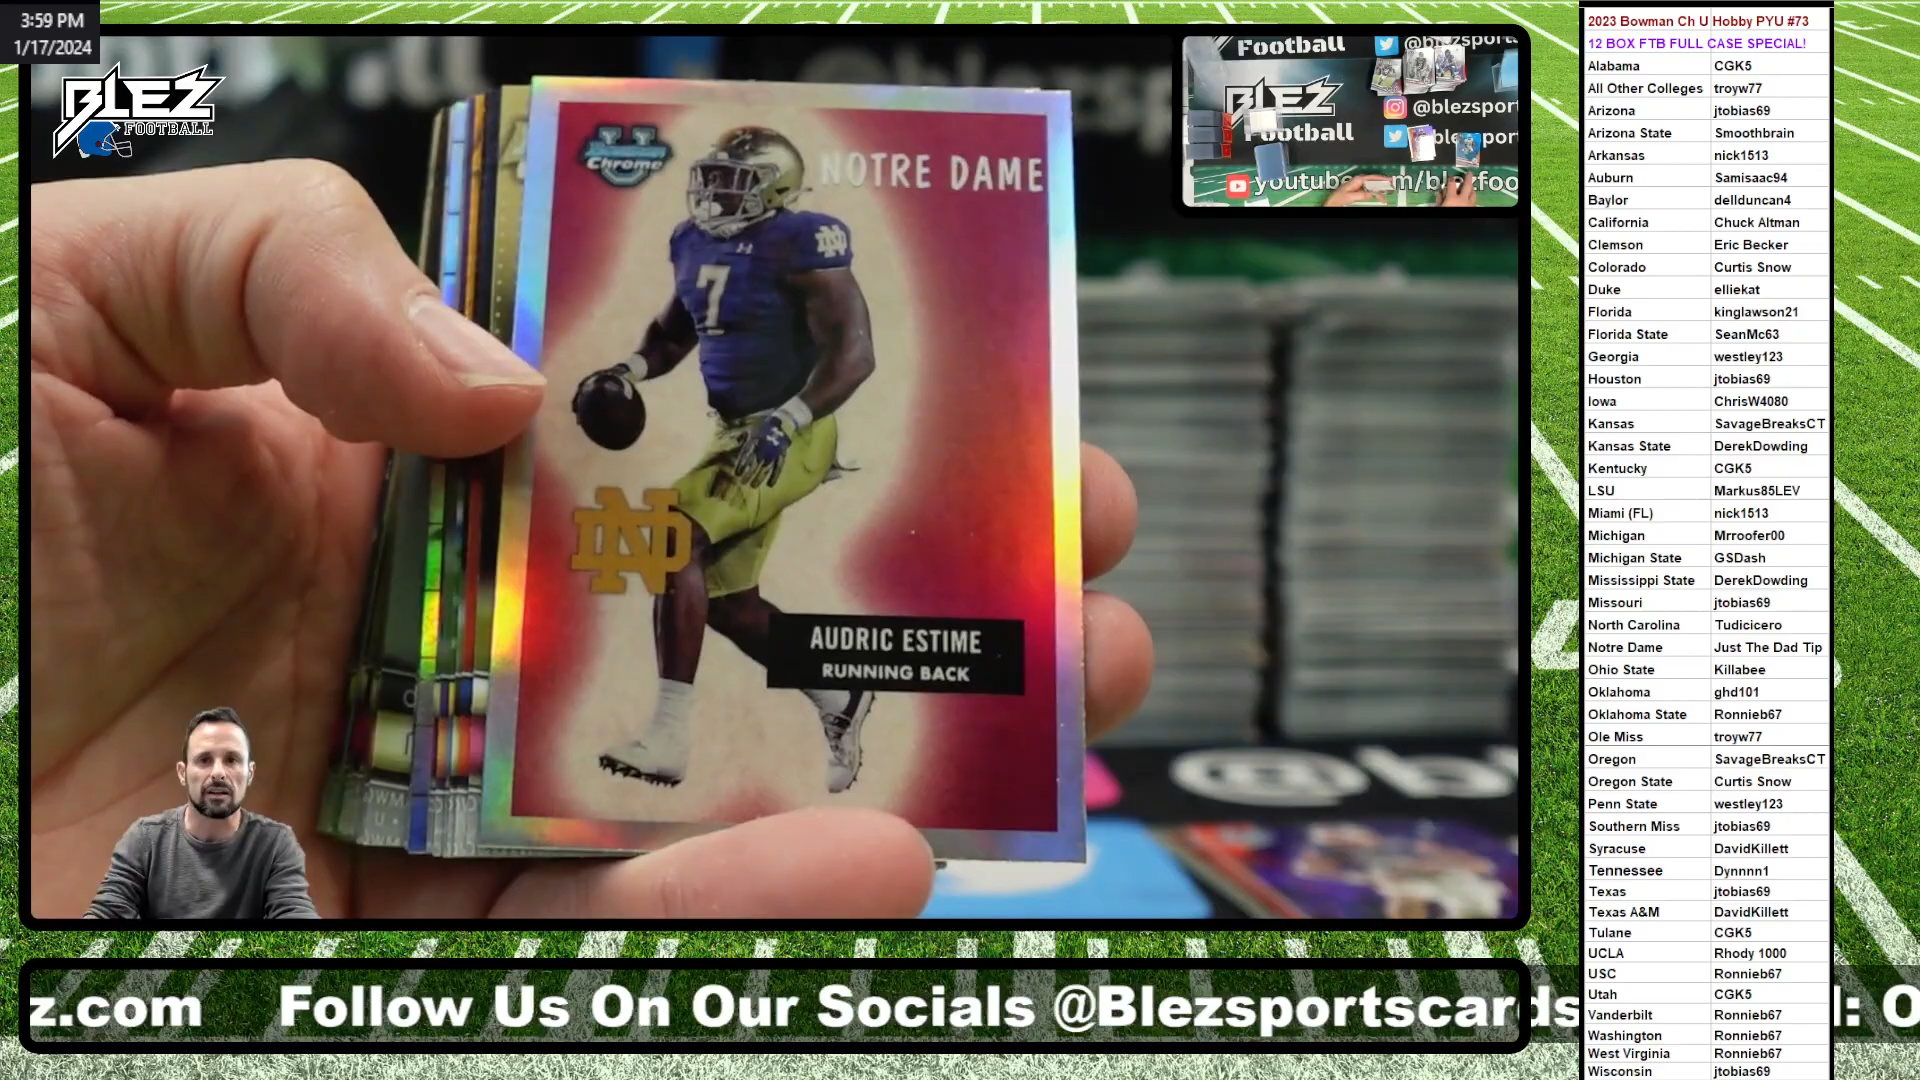 3:59 PM
1/17/2024
BLEZ
FOOTBALL
Chrome
NOTRE DAME
7
ND
AUDRIC ESTIME
RUNNING BACK
Football
BLEZ
Football
@blezsport
youtube
m/blezfoo
z.com Follow Us On Our Socials @Blezsportscards
2023 Bowman Ch U Hobby PYU #73
12 BOX FTB FULL CASE SPECIAL!
Alabama CGK5
All Other Colleges troyw77
Arizona jtobias69
Arizona State Smoothbrain
Arkansas nick1513
Auburn Samisaac94
Baylor dellduncan4
California Chuck Altman
Clemson Eric Becker
Colorado Curtis Snow
Duke elliekat
Florida kinglawson21
Florida State SeanMc63
Georgia westley123
Houston jtobias69
Iowa ChrisW4080
Kansas SavageBreaksCT
Kansas State DerekDowding
Kentucky CGK5
LSU Markus85LEV
Miami (FL) nick1513
Michigan Mrroofer00
Michigan State GSDash
Mississippi State DerekDowding
Missouri jtobias69
North Carolina Tudicicero
Notre Dame Just The Dad Tip
Ohio State Killabee
Oklahoma ghd101
Oklahoma State Ronnieb67
Ole Miss troyw77
Oregon SavageBreaksCT
Oregon State Curtis Snow
Penn State westley123
Southern Miss jtobias69
Syracuse DavidKillett
Tennessee Dynnnn1
Texas jtobias69
Texas A&M DavidKillett
Tulane CGK5
UCLA Rhody 1000
USC Ronnieb67
Utah CGK5
Vanderbilt Ronnieb67
Washington Ronnieb67
West Virginia Ronnieb67
Wisconsin jtobias69